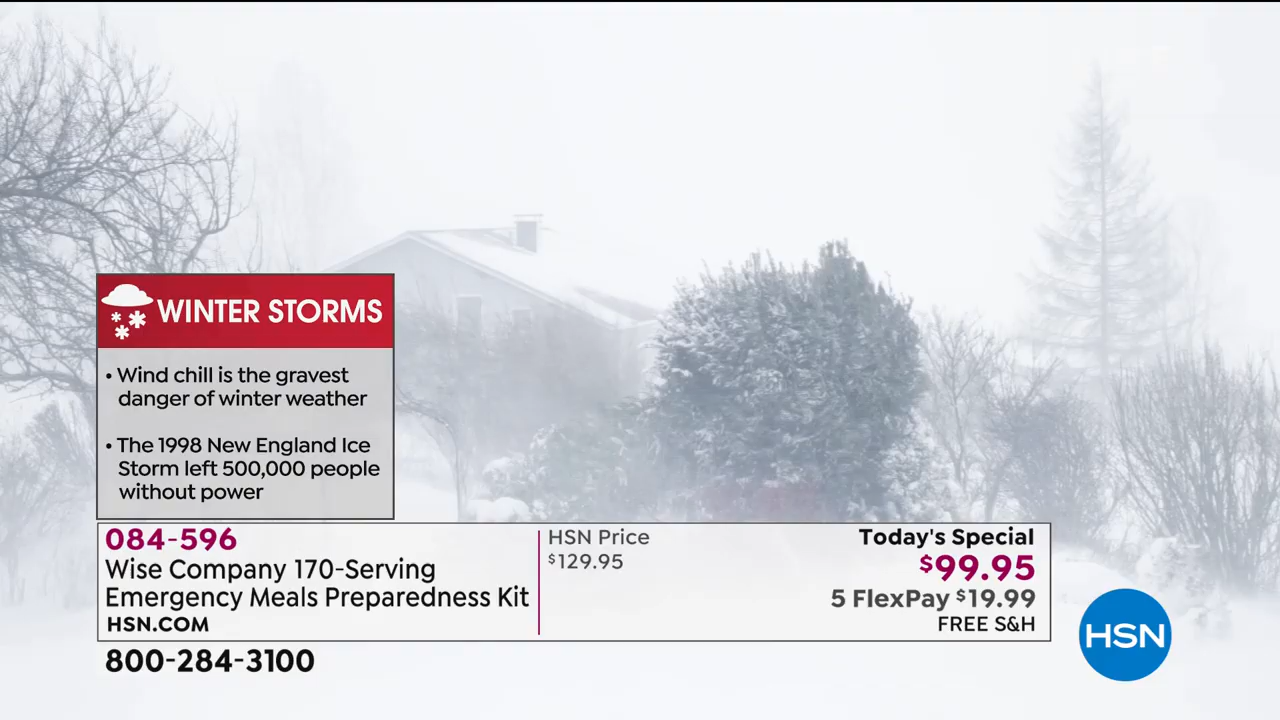 WINTER STORMS
• Wind chill is the gravest
danger of winter weather
• The 1998 New England Ice
Storm left 500,000 people
without power
084-596
Wise Company 170-Serving
Emergency Meals Preparedness Kit
HSN.COM
HSN Price
$129.95
Today's Special
$99.95
5 FlexPay $19.99
FREE S&H
800-284-3100
HSN